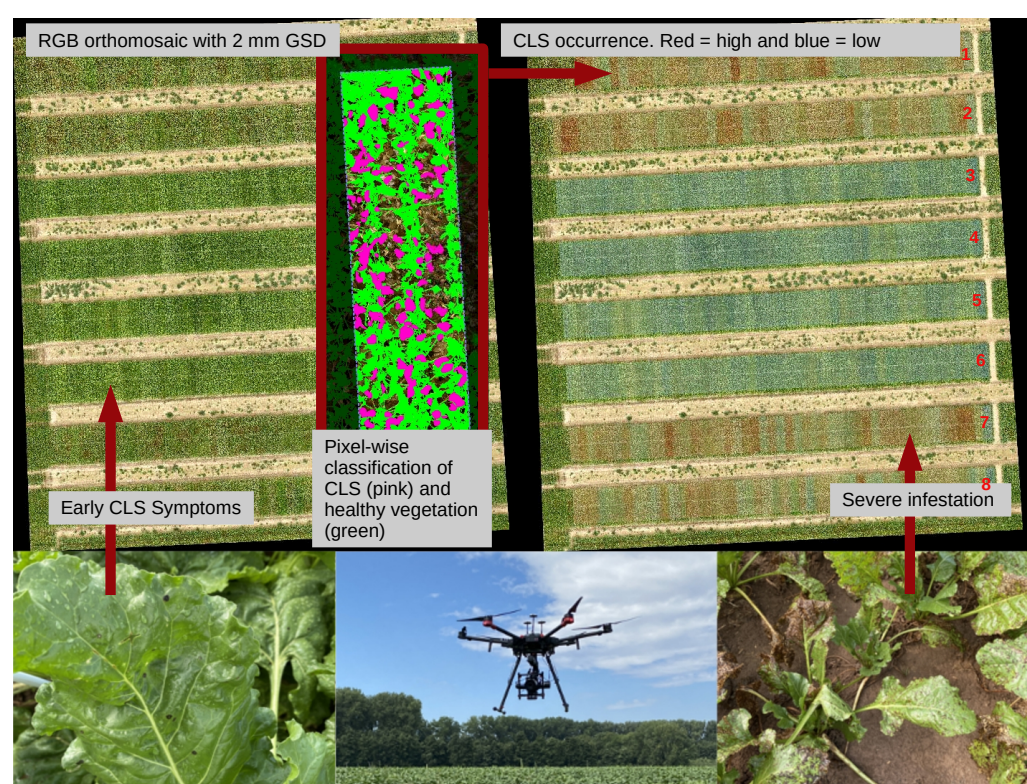 RGB orthomosaic with 2 mm GSD
CLS occurrence. Red = high and blue = low
1
2
3
4
5
6
7
8
Pixel-wise
classification of
CLS (pink) and
healthy vegetation
(green)
Early CLS Symptoms
Severe infestation